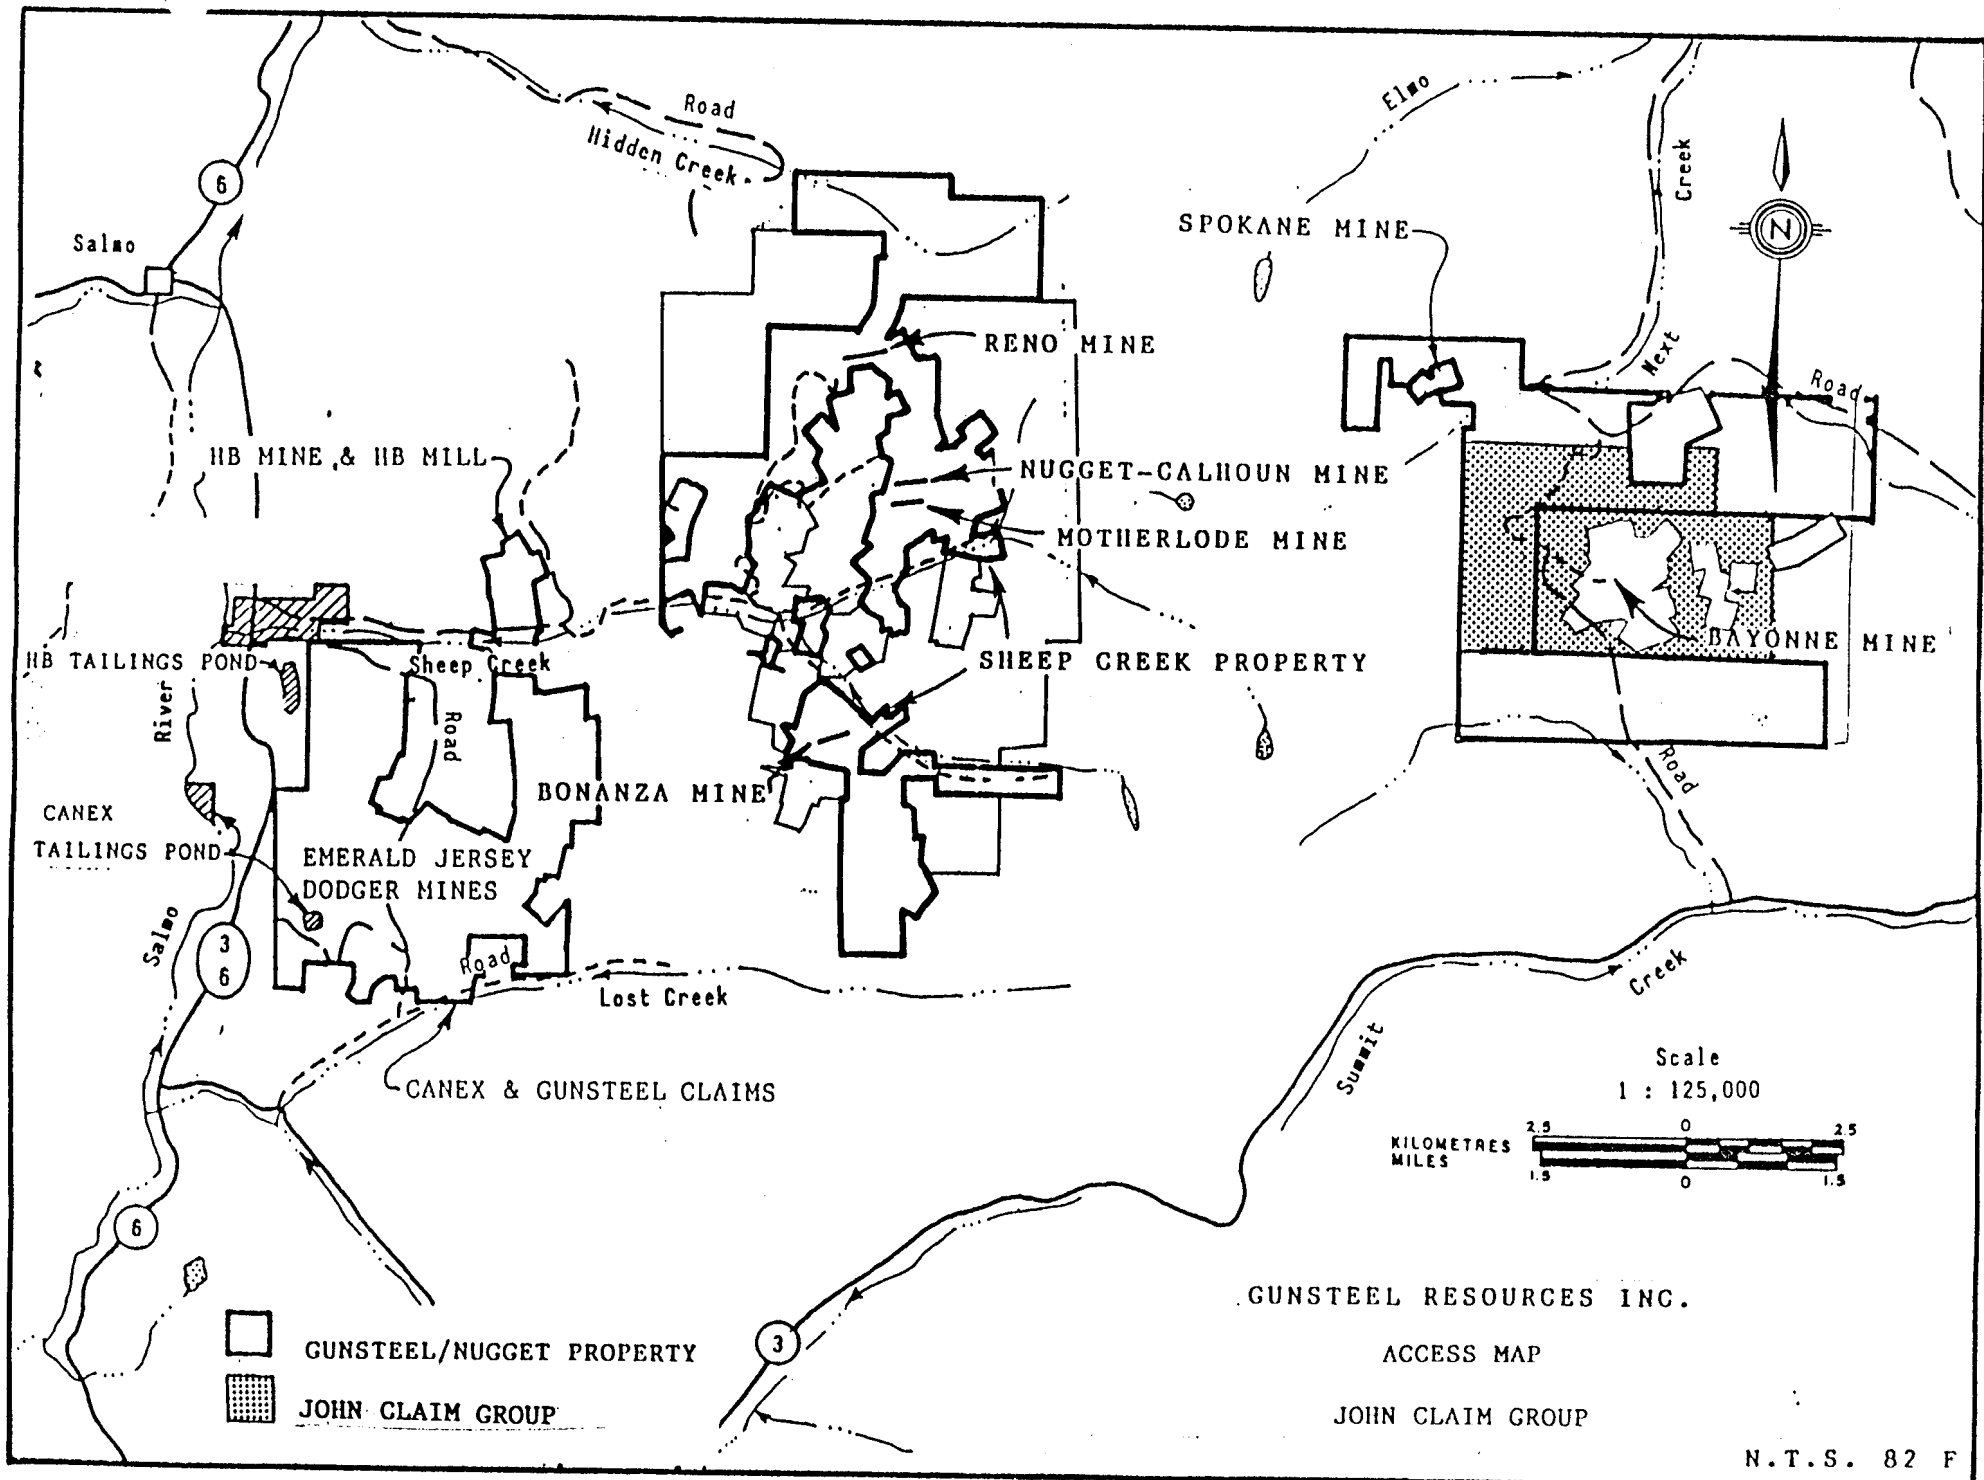 Road
Hidden Creek
Elmo
Creek
6
Salmo
SPOKANE MINE
N
RENO MINE
Next
Road
HB MINE & HB MILL
NUGGET-CALHOUN MINE
MOTHERLODE MINE
BAYONNE MINE
HB TAILINGS POND
Sheep Creek
SHEEP CREEK PROPERTY
River
Road
Road
BONANZA MINE
CANEX
TAILINGS POND
EMERALD JERSEY
DODGER MINES
Salmo
3
6
Road
Lost Creek
Creek
Summit
CANEX & GUNSTEEL CLAIMS
Scale
1 : 125,000
2.5 0 2.5
KILOMETRES
MILES
1.5 0 1.5
6
3
GUNSTEEL RESOURCES INC.
ACCESS MAP
JOHN CLAIM GROUP
GUNSTEEL/NUGGET PROPERTY
JOHN CLAIM GROUP
N.T.S. 82 F